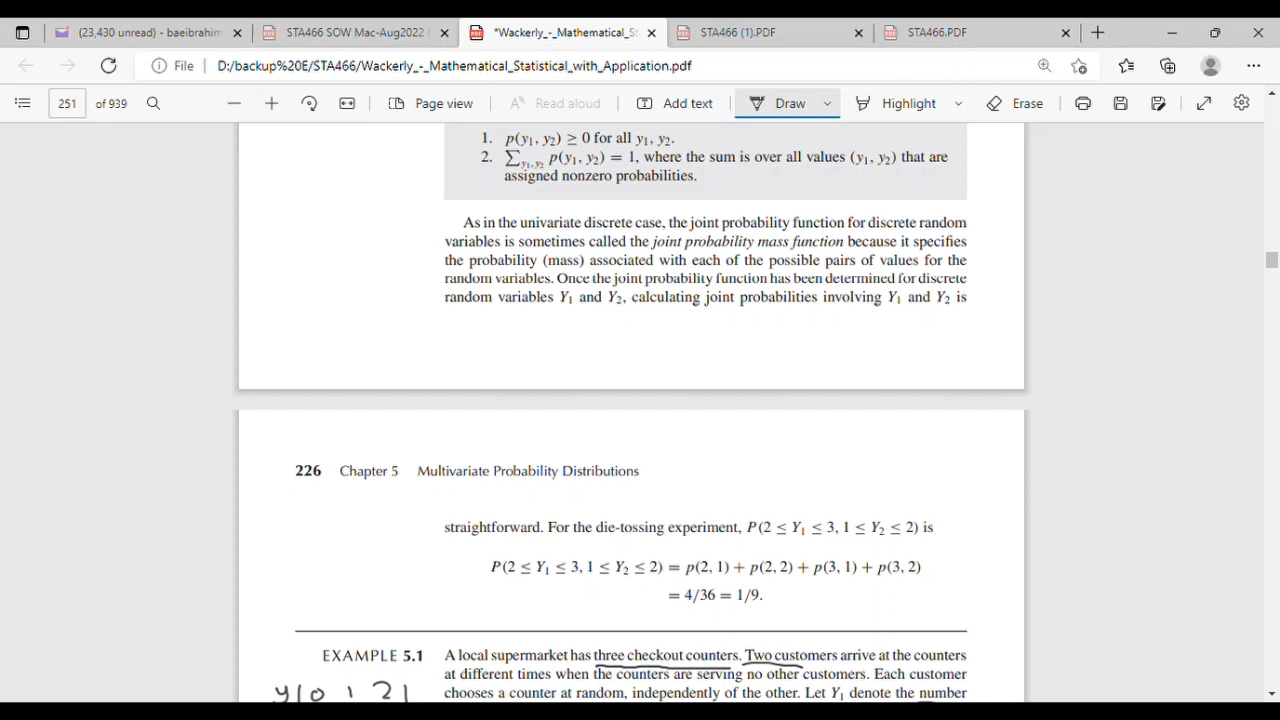 (23,430 unread) - baeibrahim
STA466 SOW Mac-Aug2022 (
*Wackerly_-_Mathematical_S
STA466 (1).PDF
STA466.PDF
File D:/backup%20E/STA466/Wackerly_-_Mathematical_Statistical_with_Application.pdf
251 of 939 Page view Read aloud Add text Draw Highlight Erase
1. p(y₁, y₂) ≥ 0 for all y₁, y₂.
2. ∑y₁,y₂ p(y₁, y₂) = 1, where the sum is over all values (y₁, y₂) that are
assigned nonzero probabilities.
As in the univariate discrete case, the joint probability function for discrete random
variables is sometimes called the joint probability mass function because it specifies
the probability (mass) associated with each of the possible pairs of values for the
random variables. Once the joint probability function has been determined for discrete
random variables Y₁ and Y₂, calculating joint probabilities involving Y₁ and Y₂ is
226 Chapter 5 Multivariate Probability Distributions
straightforward. For the die-tossing experiment, P(2 ≤ Y₁ ≤ 3, 1 ≤ Y₂ ≤ 2) is
P(2 ≤ Y₁ ≤ 3, 1 ≤ Y₂ ≤ 2) = p(2, 1) + p(2, 2) + p(3, 1) + p(3, 2)
= 4/36 = 1/9.
EXAMPLE 5.1 A local supermarket has three checkout counters. Two customers arrive at the counters
at different times when the counters are serving no other customers. Each customer
y|0 1 2|
chooses a counter at random, independently of the other. Let Y₁ denote the number